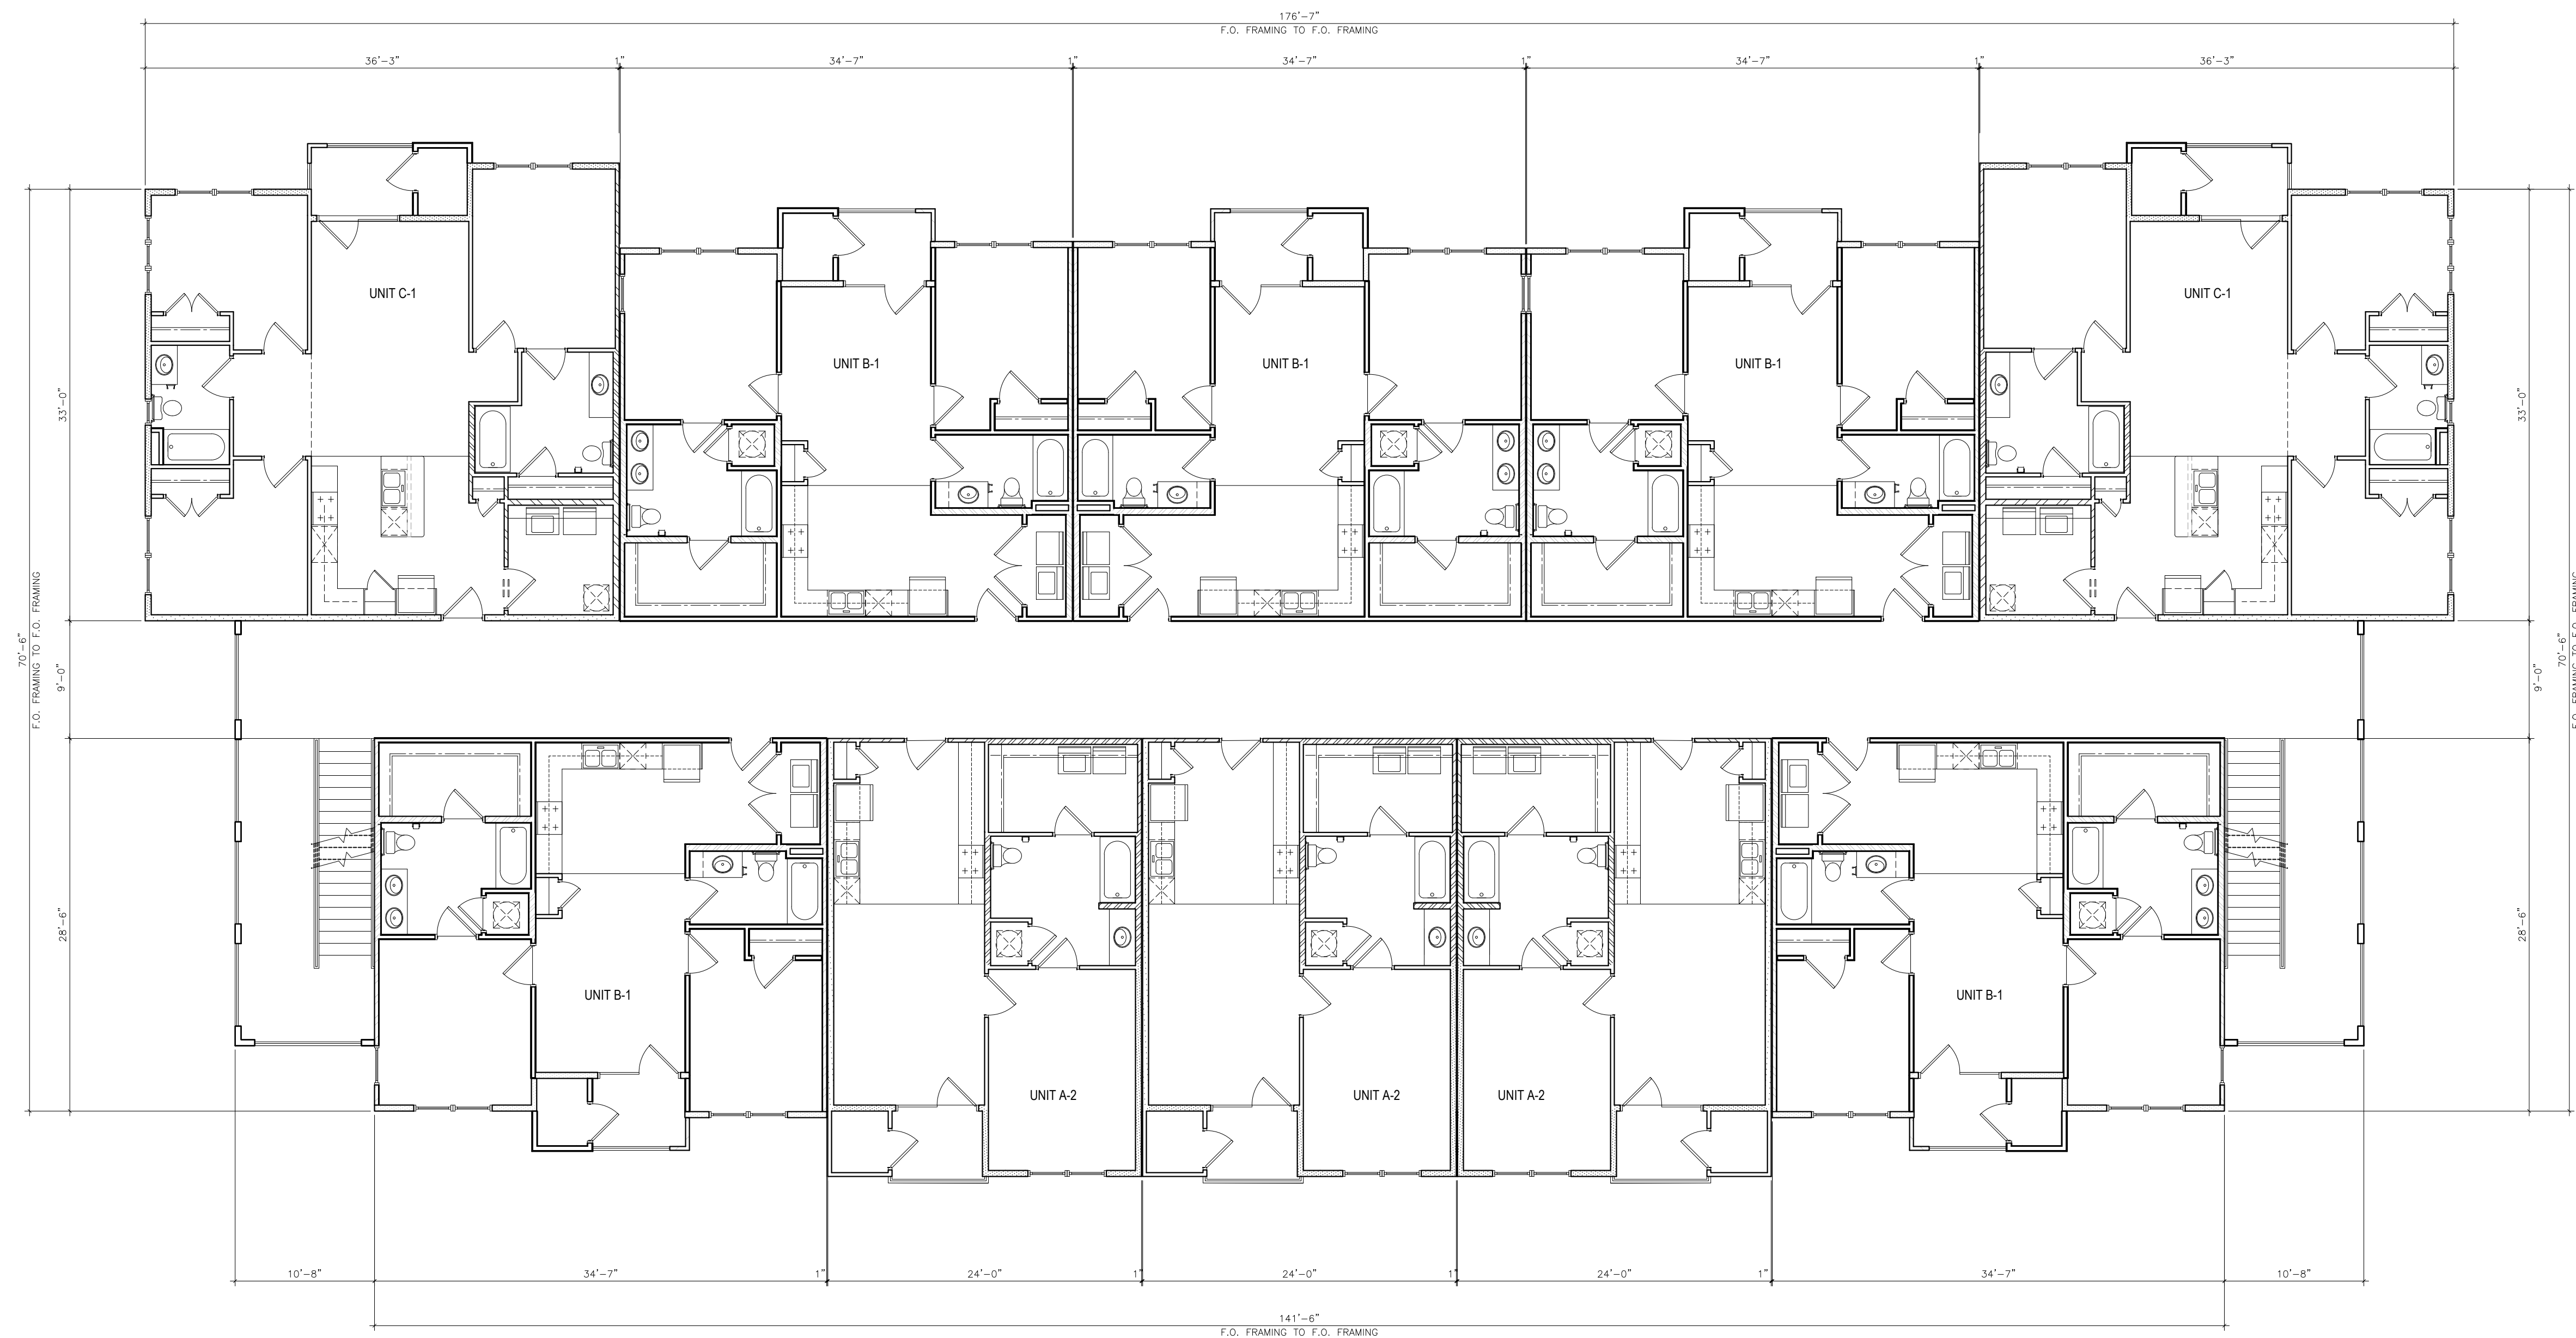 176'-7"
F.O. FRAMING TO F.O. FRAMING
36'-3"
1"
34'-7"
1"
34'-7"
1"
34'-7"
1"
36'-3"
UNIT C-1
UNIT B-1
UNIT B-1
UNIT B-1
UNIT C-1
33'-0"
33'-0"
70'-6"
F.O. FRAMING TO F.O. FRAMING
9'-0"
9'-0"
70'-6"
F.O. FRAMING TO F.O. FRAMING
28'-6"
28'-6"
UNIT B-1
UNIT A-2
UNIT A-2
UNIT A-2
UNIT B-1
10'-8"
34'-7"
1"
24'-0"
1"
24'-0"
1"
24'-0"
1"
34'-7"
10'-8"
141'-6"
F.O. FRAMING TO F.O. FRAMING